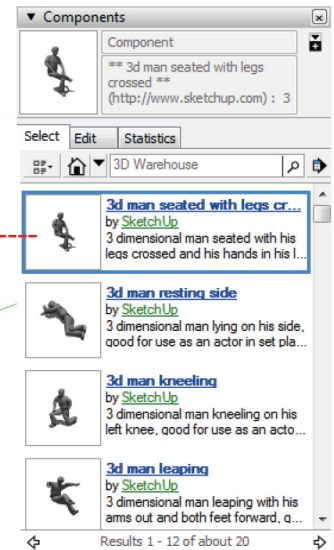 Components
Component
** 3d man seated with legs
crossed **
(http://www.sketchup.com) : 3
Select Edit Statistics
3D Warehouse
3d man seated with legs cr...
by SketchUp
3 dimensional man seated with his
legs crossed and his hands in his l...
3d man resting side
by SketchUp
3 dimensional man lying on his side,
good for use as an actor in set pla...
3d man kneeling
by SketchUp
3 dimensional man kneeling on his
left knee, good for use as an acto...
3d man leaping
by SketchUp
3 dimensional man leaping with his
arms out and both feet forward, g...
Results 1 - 12 of about 20